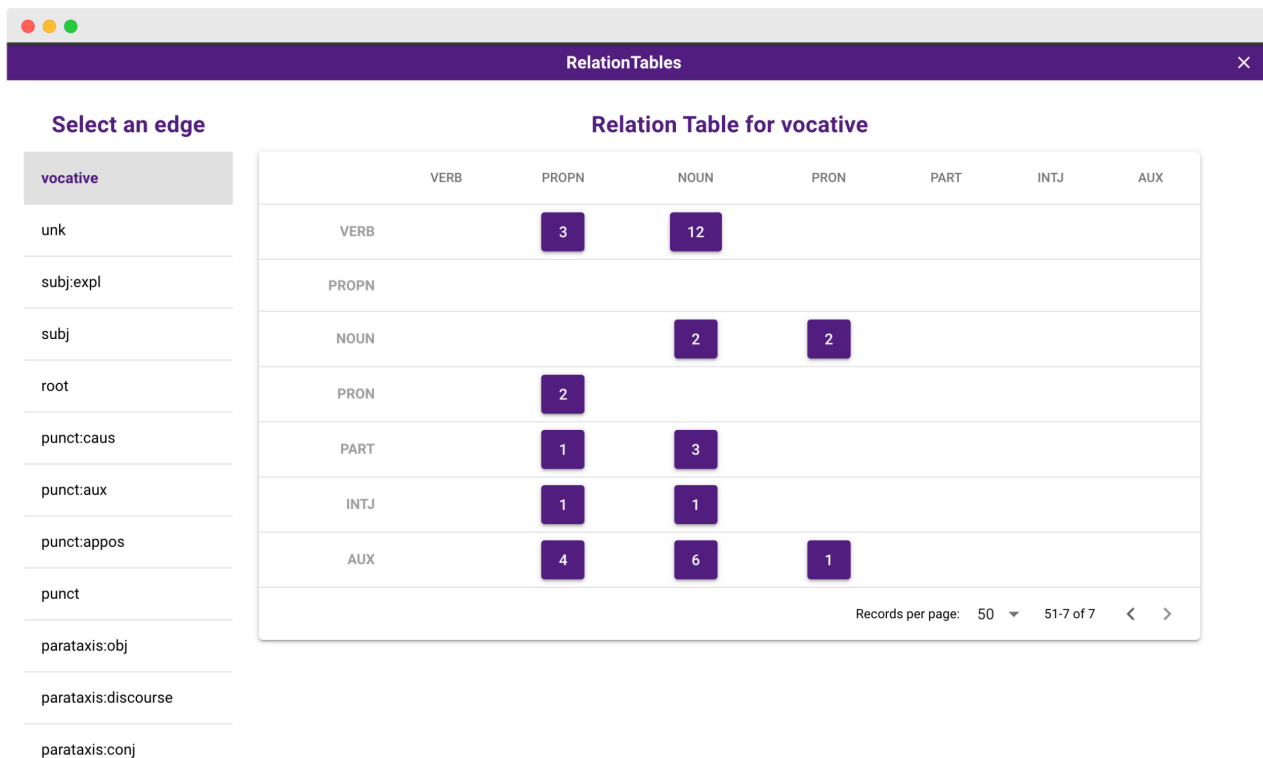 RelationTables
Select an edge
vocative
unk
subj:expl
subj
root
punct:caus
punct:aux
punct:appos
punct
parataxis:obj
parataxis:discourse
parataxis:conj
Relation Table for vocative
VERB PROPN NOUN PRON PART INTJ AUX
VERB 3 12
PROPN
NOUN 2 2
PRON 2
PART 1 3
INTJ 1 1
AUX 4 6 1
Records per page: 50 51-7 of 7